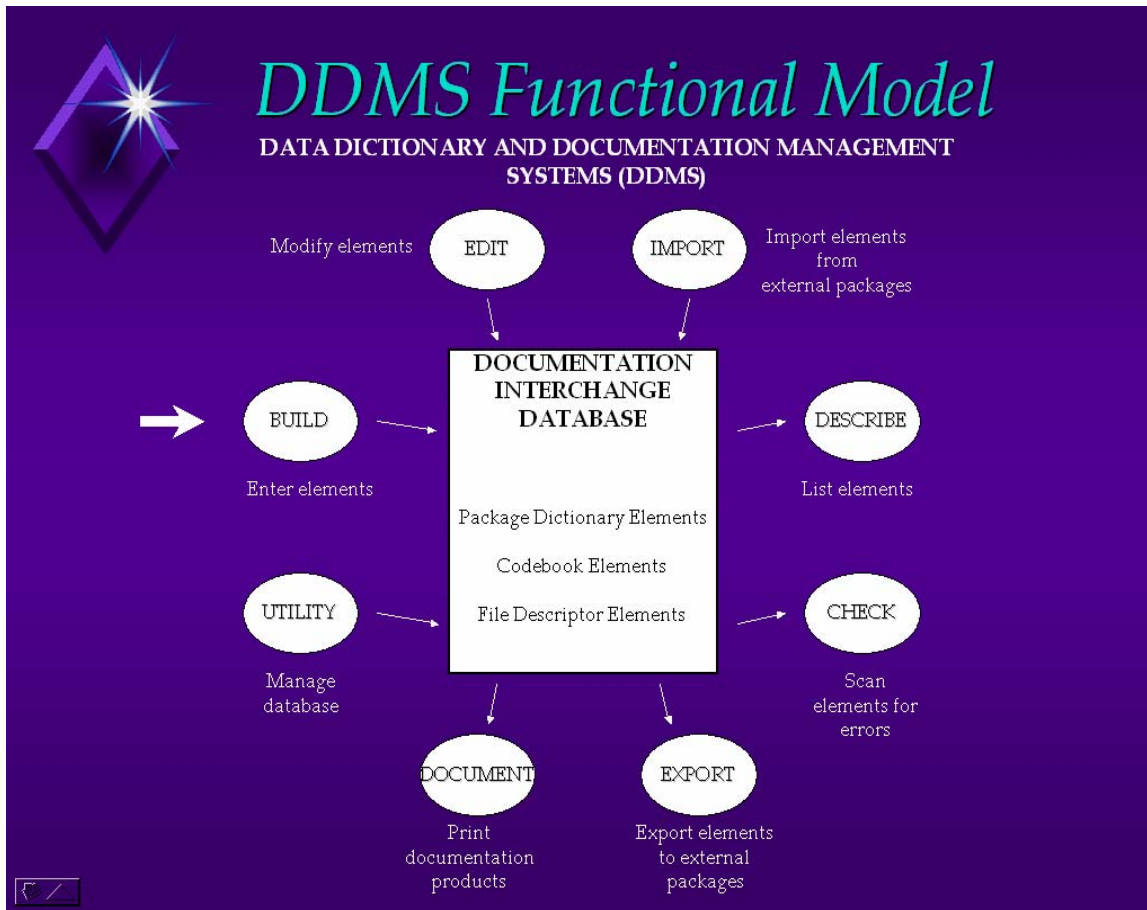 DDMS Functional Model
DATA DICTIONARY AND DOCUMENTATION MANAGEMENT
SYSTEMS (DDMS)
Modify elements
EDIT
IMPORT
Import elements
from
external packages
DOCUMENTATION
INTERCHANGE
DATABASE
BUILD
Enter elements
DESCRIBE
List elements
Package Dictionary Elements
Codebook Elements
File Descriptor Elements
UTILITY
Manage
database
CHECK
Scan
elements for
errors
DOCUMENT
Print
documentation
products
EXPORT
Export elements
to external
packages